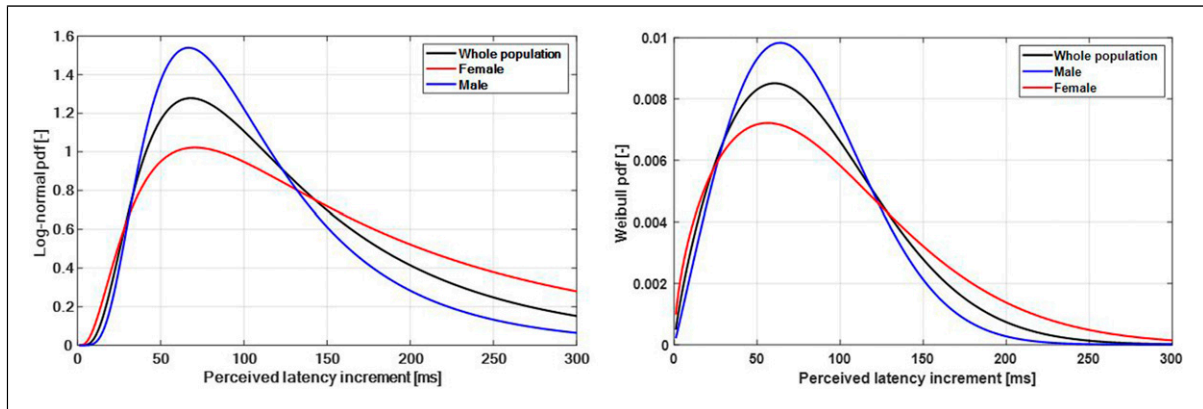 Log-normal pdf [-]
1.6
1.4
1.2
1
0.8
0.6
0.4
0.2
0
0 50 100 150 200 250 300
Perceived latency increment [ms]
Whole population
Female
Male
Weibull pdf [-]
0.01
0.008
0.006
0.004
0.002
0
0 50 100 150 200 250 300
Perceived latency increment [ms]
Whole population
Male
Female